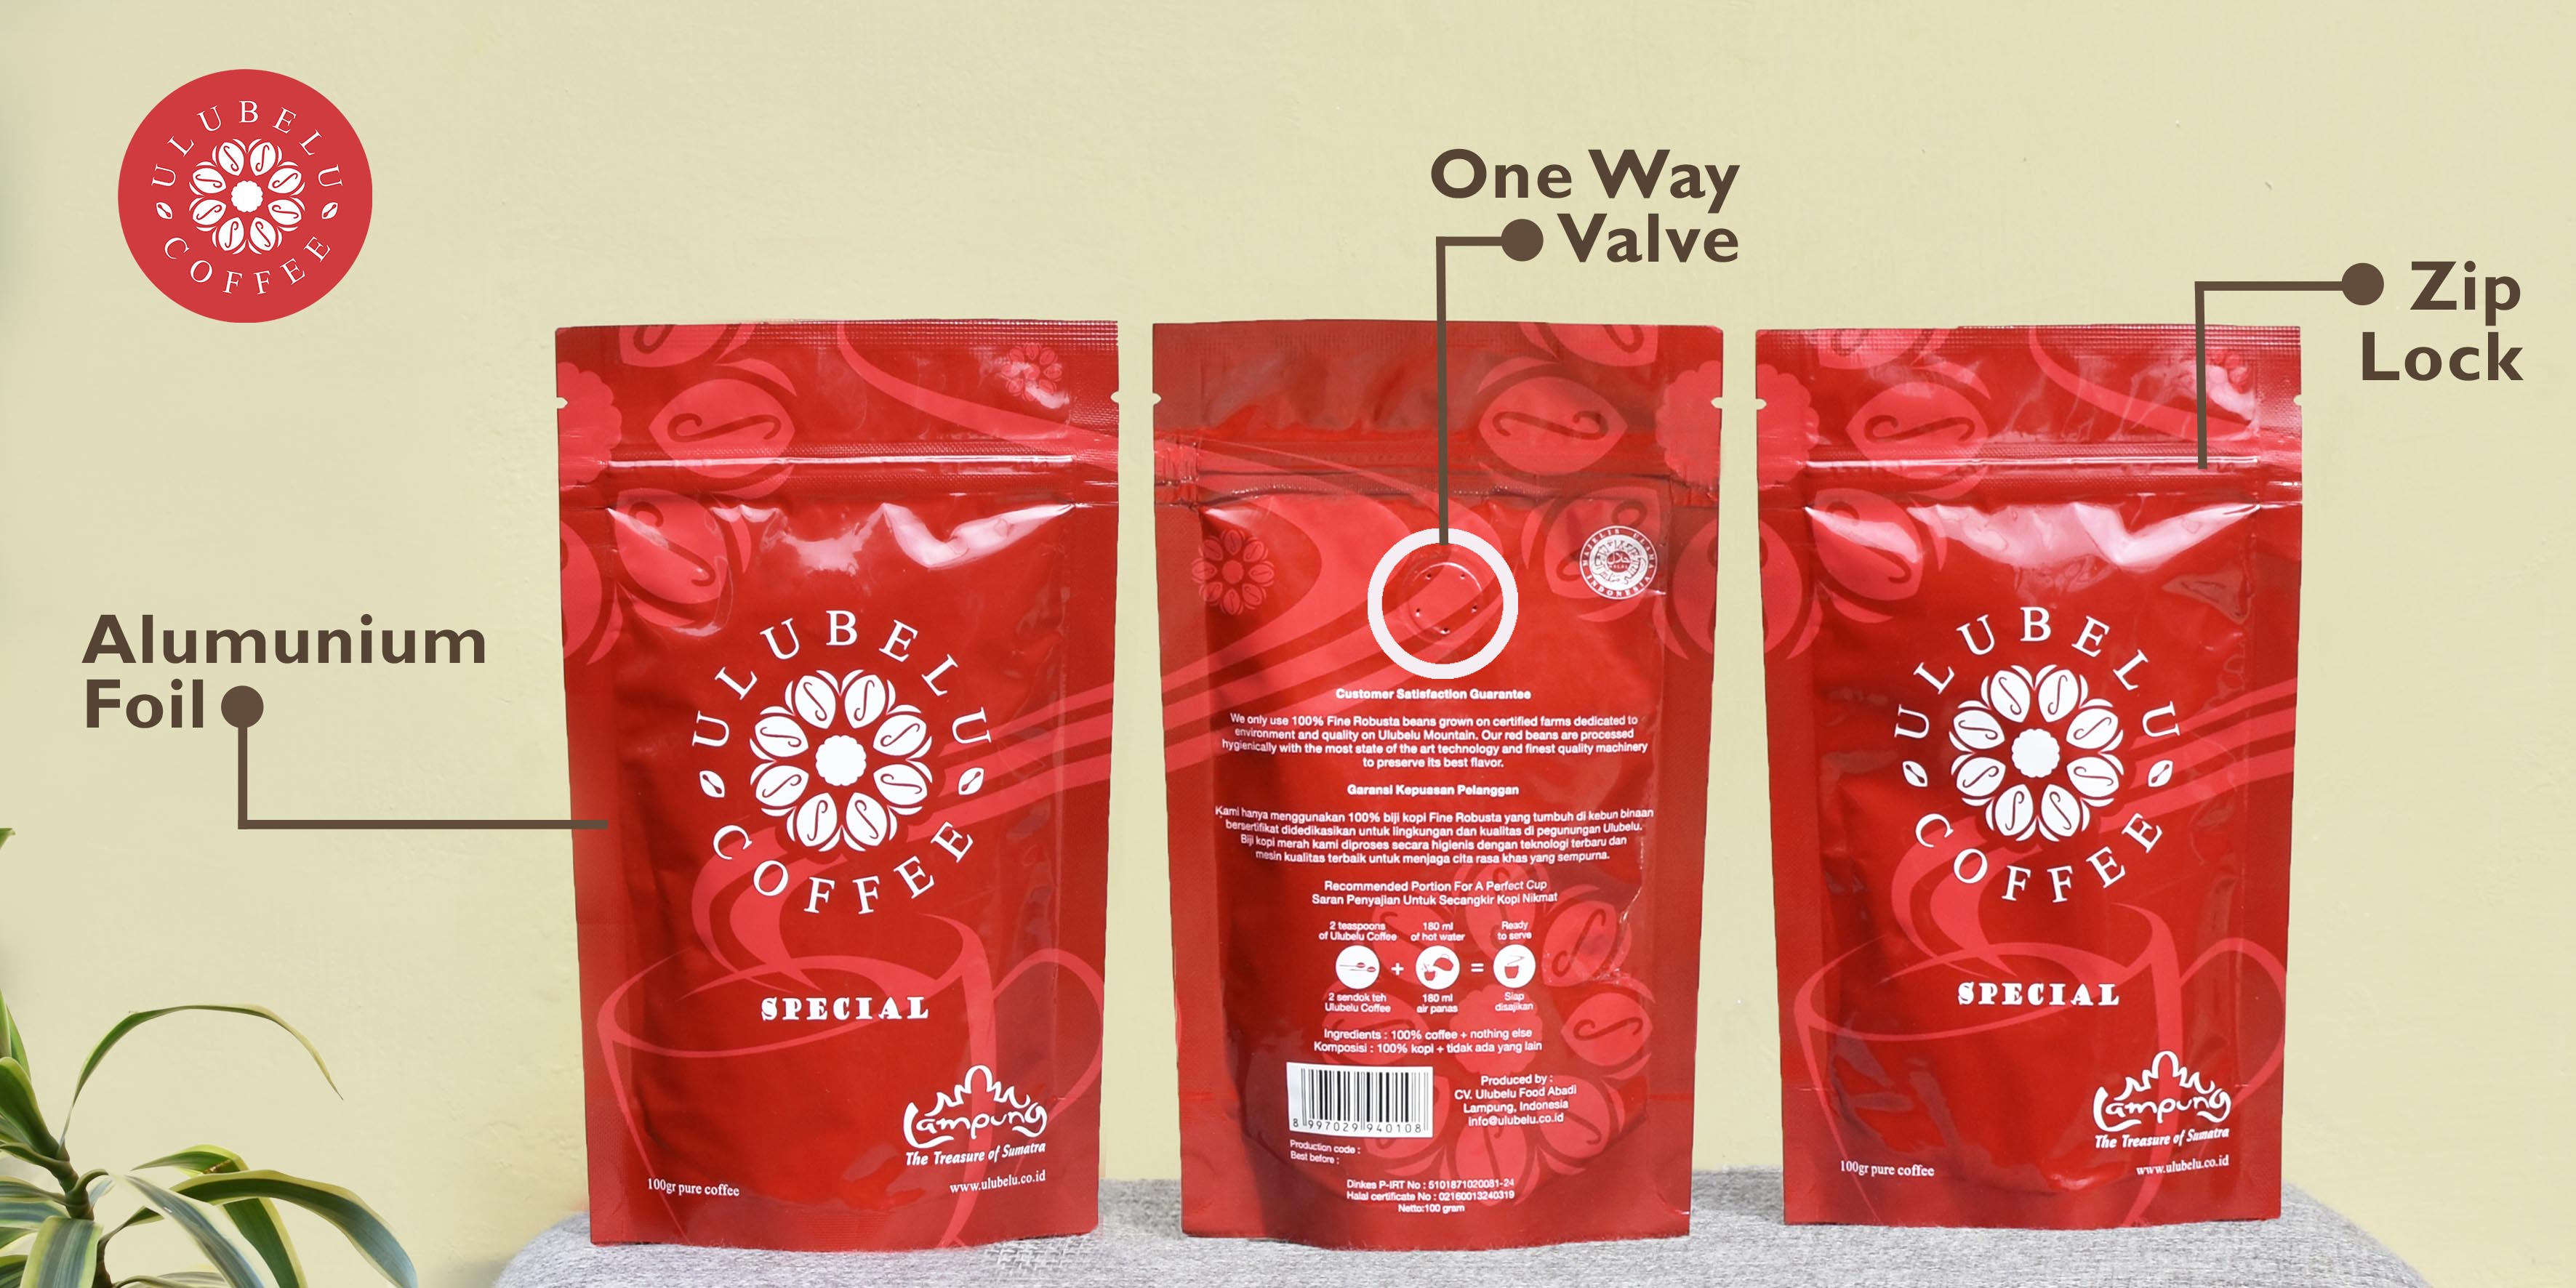 ULUBELU
COFFEE
One Way
Valve
Zip
Lock
Alumunium
Foil
ULUBELU
COFFEE
SPECIAL
Lampung
The Treasure of Sumatra
100gr pure coffee
www.ulubelu.co.id
MAJELIS ULAMA
INDONESIA
Customer Satisfaction Guarantee
We only use 100% Fine Robusta beans grown on certified farms dedicated to
environment and quality on Ulubelu Mountain. Our red beans are processed
hygienically with the most state of the art technology and finest quality machinery
to preserve its best flavor.
Garansi Kepuasan Pelanggan
Kami hanya menggunakan 100% biji kopi Fine Robusta yang tumbuh di kebun binaan
bersertifikat didedikasikan untuk lingkungan dan kualitas di pegunungan Ulubelu.
Biji kopi merah kami diproses secara higienis dengan teknologi terbaru dan
mesin kualitas terbaik untuk menjaga cita rasa khas yang sempurna.
Recommended Portion For A Perfect Cup
Saran Penyajian Untuk Secangkir Kopi Nikmat
2 teaspoons
of Ulubelu Coffee
180 ml
of hot water
Ready
to serve
+ =
2 sendok teh
Ulubelu Coffee
180 ml
air panas
Siap
disajikan
Ingredients : 100% coffee + nothing else
Komposisi : 100% kopi + tidak ada yang lain
8 997029 940108
Produced by :
CV. Ulubelu Food Abadi
Lampung, Indonesia
Info@ulubelu.co.id
Production code :
Best before :
Dinkes P-IRT No : 5101871020081-24
Halal certificate No : 02160013240319
Netto:100 gram
ULUBELU
COFFEE
SPECIAL
Lampung
The Treasure of Sumatra
100gr pure coffee
www.ulubelu.co.id